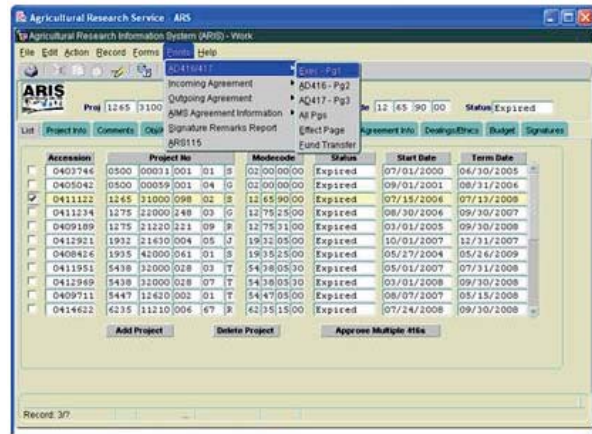 Agricultural Research Service - ARS
Agricultural Research Information System (ARIS) - Work
File Edit Action Record Forms Prints Help
AD416/417
Incoming Agreement
Outgoing Agreement
AIMS Agreement Information
Signature Remarks Report
ARS115
Exec - Pg1
AD416 - Pg2
AD417 - Pg3
All Pgs
Effect Page
Fund Transfer
ARIS
Proj 1265 3100 de 12 65 90 00 Status Expired
List Project Info Comments Agreement Info Dealings/Ethics Budget Signatures
Accession Project No Modecode Status Start Date Term Date
0403746 0500 00031 001 01 S 02 00 00 00 Expired 07/01/2000 06/30/2005
0405042 0500 00059 001 04 G 02 00 00 00 Expired 09/01/2001 08/31/2006
0411122 1265 31000 098 02 S 12 65 90 00 Expired 07/15/2006 07/13/2008
0411234 1275 22000 248 03 G 12 75 25 00 Expired 08/30/2006 09/30/2007
0409189 1275 21220 221 09 R 12 75 31 00 Expired 03/01/2005 09/30/2008
0412921 1932 21630 004 05 J 19 32 05 00 Expired 10/01/2007 12/31/2007
0408426 1935 42000 061 01 S 19 35 25 00 Expired 05/27/2004 05/26/2009
0411951 5438 32000 028 03 T 54 38 05 30 Expired 05/01/2007 07/31/2008
0412969 5438 32000 028 07 T 54 38 05 30 Expired 03/01/2008 09/30/2008
0409711 5447 12620 002 01 T 54 47 05 00 Expired 08/07/2007 05/15/2008
0414622 6235 11210 006 67 R 62 35 15 00 Expired 07/24/2008 09/30/2008
Add Project Delete Project Approve Multiple 416s
Record: 3/?